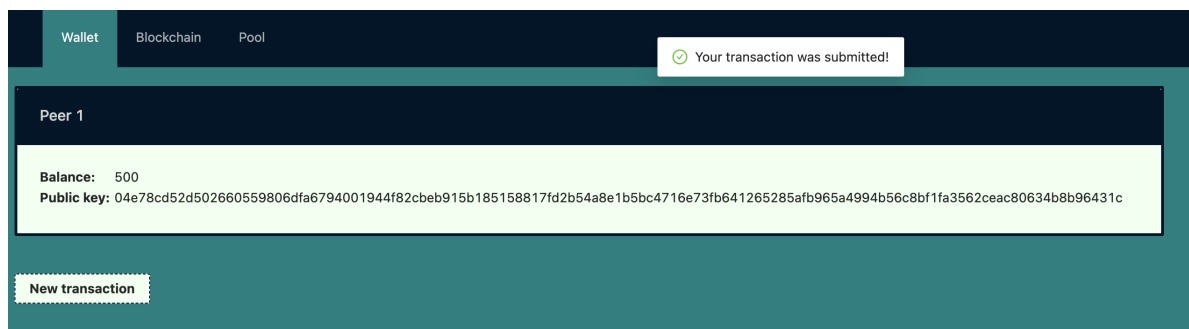 Wallet Blockchain Pool
Your transaction was submitted!
Peer 1
Balance: 500
Public key: 04e78cd52d502660559806dfa6794001944f82cbeb915b185158817fd2b54a8e1b5bc4716e73fb641265285afb965a4994b56c8bf1fa3562ceac80634b8b96431c
New transaction